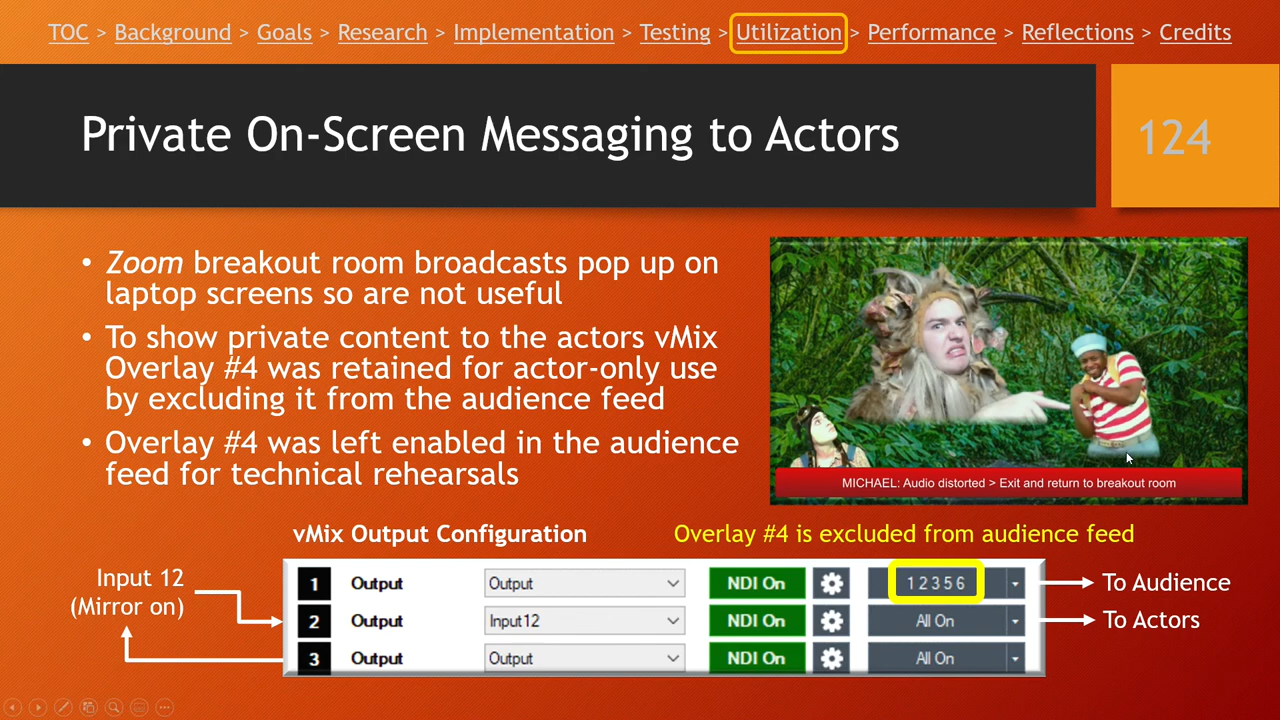 TOC > Background > Goals > Research > Implementation > Testing > Utilization > Performance > Reflections > Credits
Private On-Screen Messaging to Actors
124
• Zoom breakout room broadcasts pop up on
laptop screens so are not useful
• To show private content to the actors vMix
Overlay #4 was retained for actor-only use
by excluding it from the audience feed
• Overlay #4 was left enabled in the audience
feed for technical rehearsals
MICHAEL: Audio distorted > Exit and return to breakout room
vMix Output Configuration
Overlay #4 is excluded from audience feed
Input 12
(Mirror on)
1 Output Output NDI On 1 2 3 5 6
To Audience
2 Output Input12 NDI On All On
To Actors
3 Output Output NDI On All On